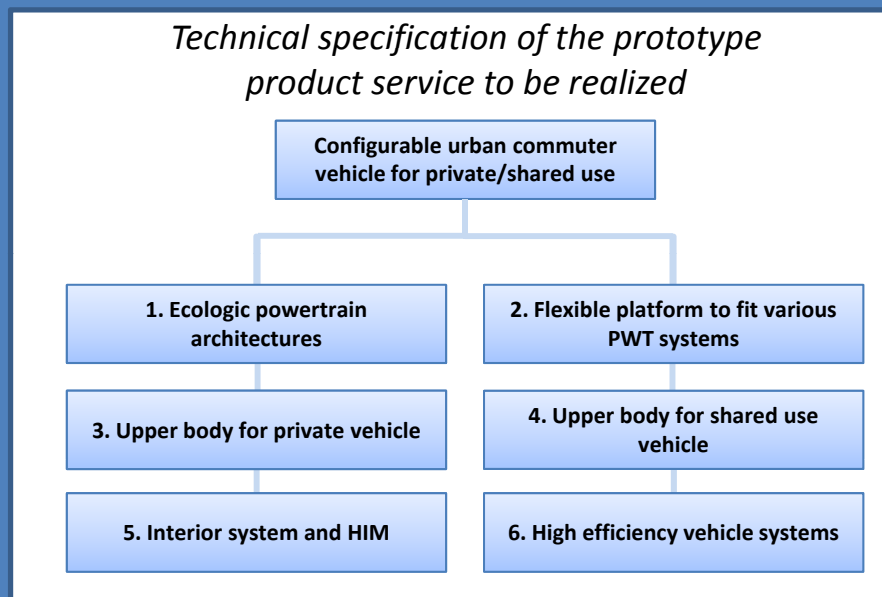 Technical specification of the prototype
product service to be realized
Configurable urban commuter
vehicle for private/shared use
1. Ecologic powertrain
architectures
2. Flexible platform to fit various
PWT systems
3. Upper body for private vehicle
4. Upper body for shared use
vehicle
5. Interior system and HIM
6. High efficiency vehicle systems